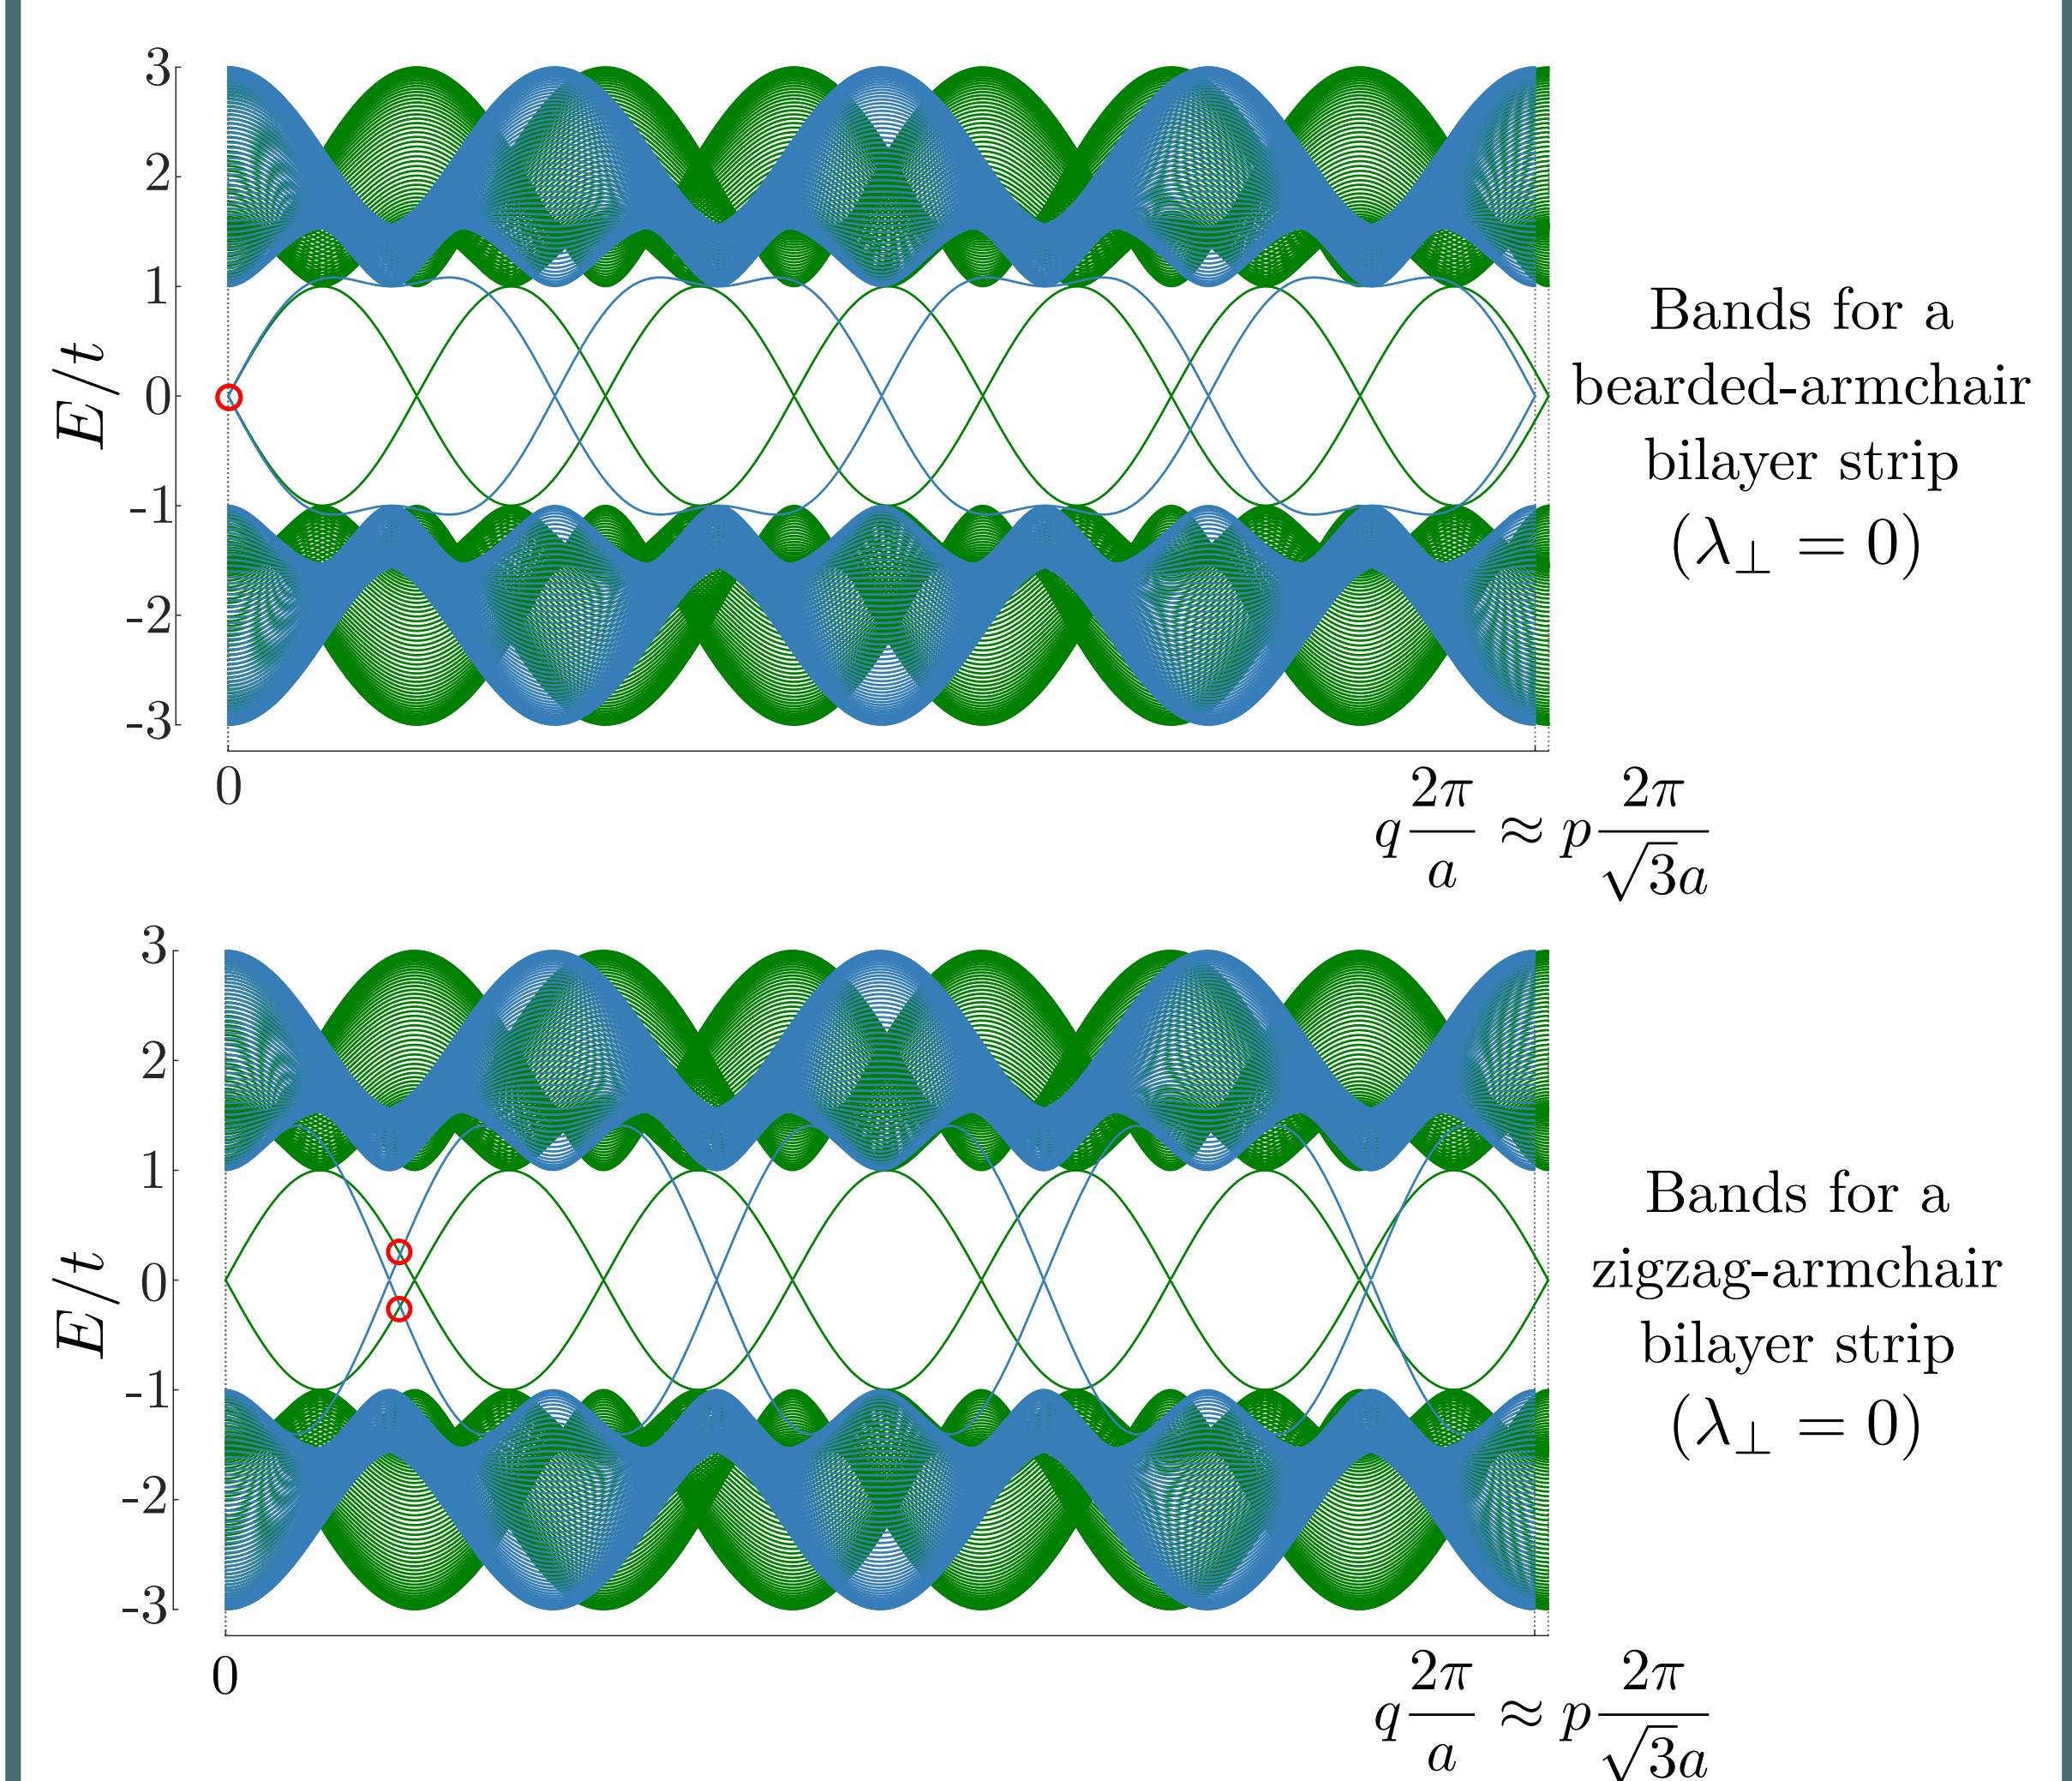 3
2
1
0
-1
-2
-3
E/t
0
q 2π/a ≈ p 2π/√3a
Bands for a
bearded-armchair
bilayer strip
(λ⊥ = 0)
3
2
1
0
-1
-2
-3
E/t
0
q 2π/a ≈ p 2π/√3a
Bands for a
zigzag-armchair
bilayer strip
(λ⊥ = 0)